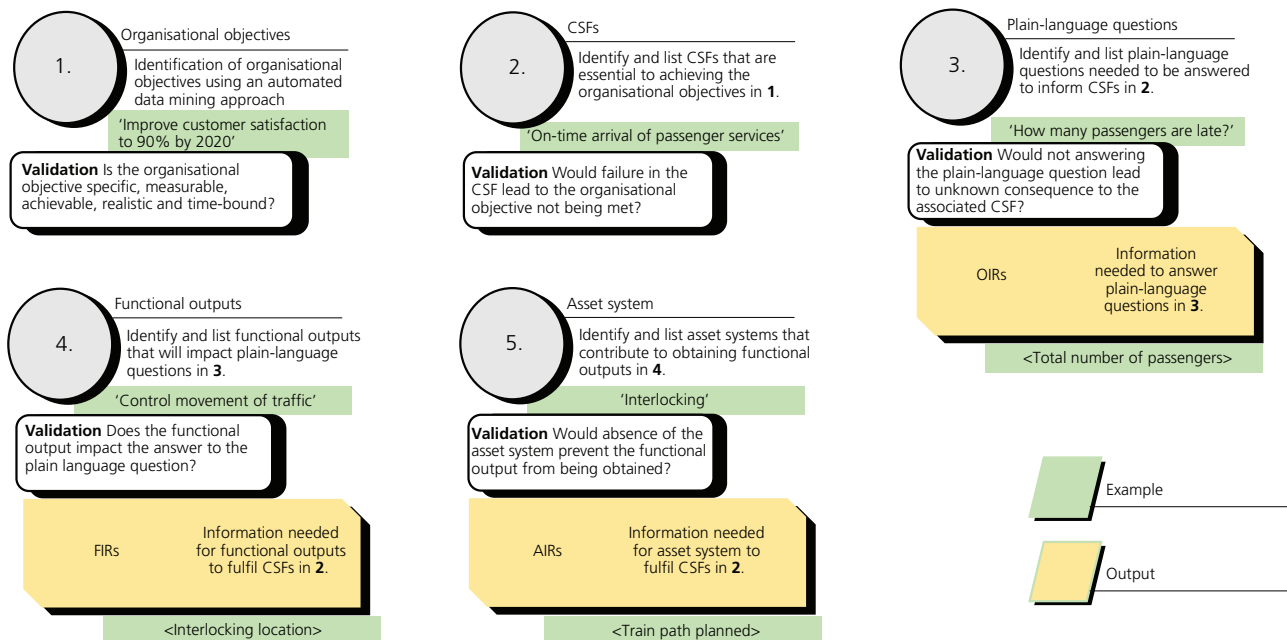 1.
Organisational objectives
Identification of organisational
objectives using an automated
data mining approach
'Improve customer satisfaction
to 90% by 2020'
Validation Is the organisational
objective specific, measurable,
achievable, realistic and time-bound?
2.
CSFs
Identify and list CSFs that are
essential to achieving the
organisational objectives in 1.
'On-time arrival of passenger services'
Validation Would failure in the
CSF lead to the organisational
objective not being met?
3.
Plain-language questions
Identify and list plain-language
questions needed to be answered
to inform CSFs in 2.
'How many passengers are late?'
Validation Would not answering
the plain-language question lead
to unknown consequence to the
associated CSF?
OIRs
Information
needed to answer
plain-language
questions in 3.
<Total number of passengers>
4.
Functional outputs
Identify and list functional outputs
that will impact plain-language
questions in 3.
'Control movement of traffic'
Validation Does the functional
output impact the answer to the
plain language question?
FIRs
Information needed
for functional outputs
to fulfil CSFs in 2.
<Interlocking location>
5.
Asset system
Identify and list asset systems that
contribute to obtaining functional
outputs in 4.
'Interlocking'
Validation Would absence of the
asset system prevent the functional
output from being obtained?
AIRs
Information needed
for asset system to
fulfil CSFs in 2.
<Train path planned>
Example
Output